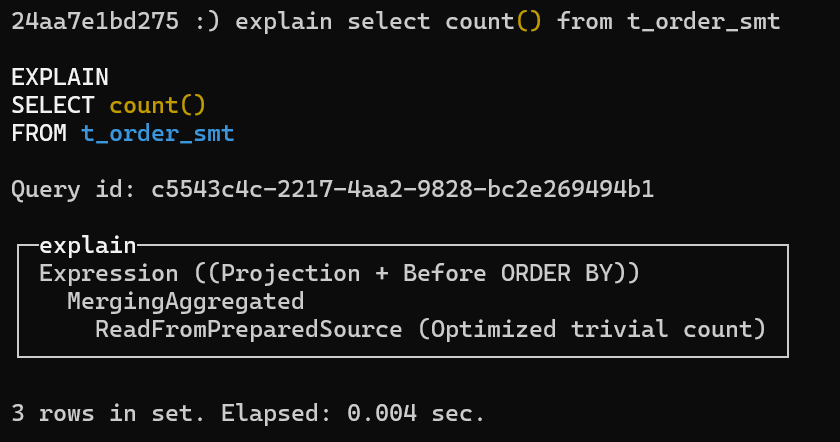 24aa7e1bd275 :) explain select count() from t_order_smt
EXPLAIN
SELECT count()
FROM t_order_smt
Query id: c5543c4c-2217-4aa2-9828-bc2e269494b1
explain
Expression ((Projection + Before ORDER BY))
MergingAggregated
ReadFromPreparedSource (Optimized trivial count)
3 rows in set. Elapsed: 0.004 sec.